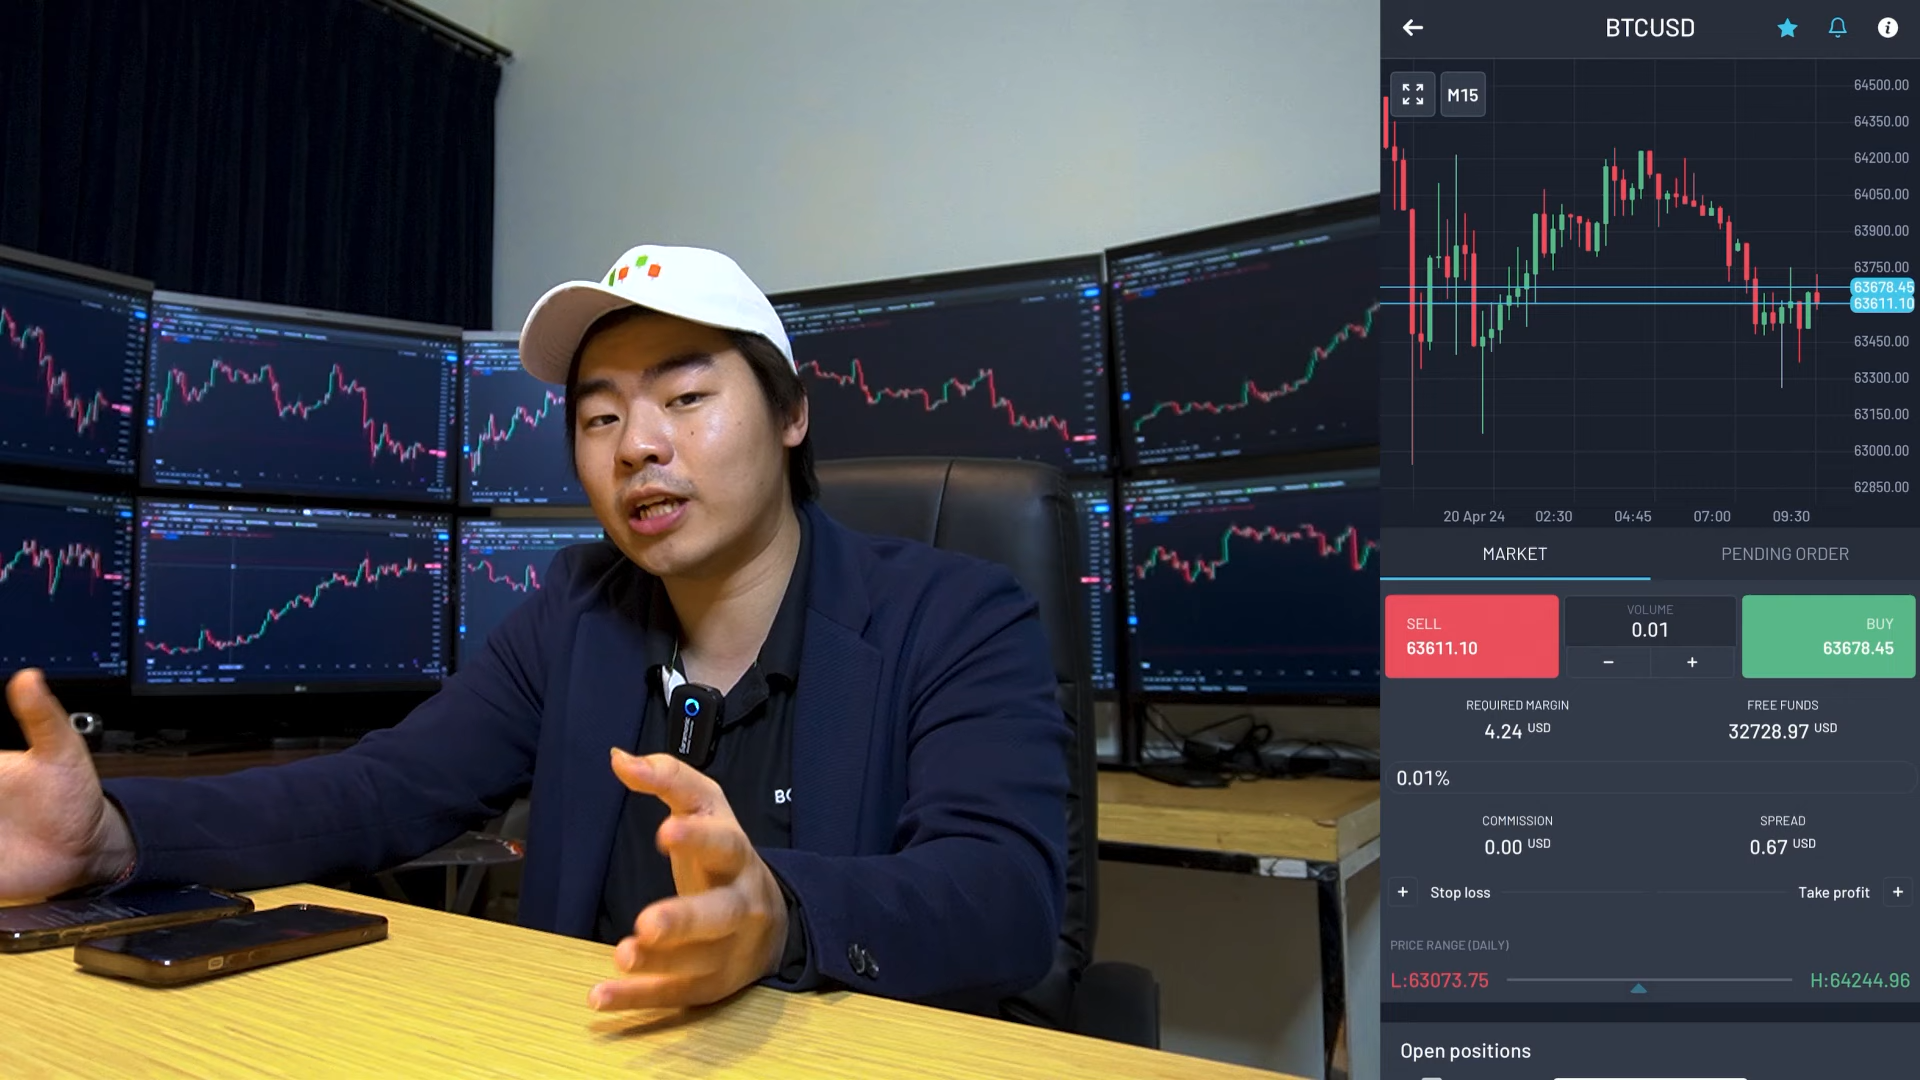 BTCUSD
M15
64500.00
64350.00
64200.00
64050.00
63900.00
63750.00
63678.45
63611.10
63450.00
63300.00
63150.00
63000.00
62850.00
20 Apr 24 02:30 04:45 07:00 09:30
MARKET PENDING ORDER
SELL
63611.10
VOLUME
0.01
BUY
63678.45
REQUIRED MARGIN
4.24 USD
FREE FUNDS
32728.97 USD
0.01%
COMMISSION
0.00 USD
SPREAD
0.67 USD
+ Stop loss
Take profit +
PRICE RANGE (DAILY)
L:63073.75
H:64244.96
Open positions
Saramonic